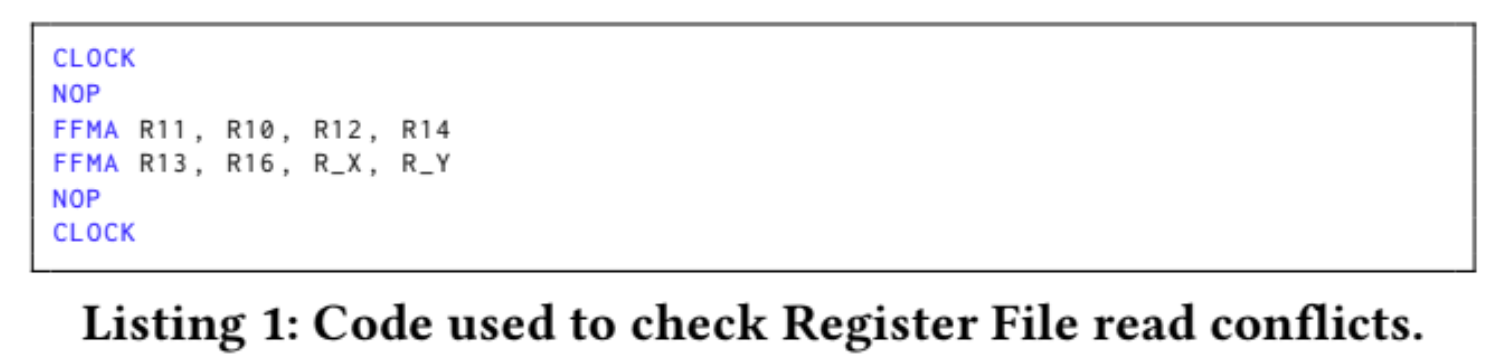 CLOCK
NOP
FFMA R11, R10, R12, R14
FFMA R13, R16, R_X, R_Y
NOP
CLOCK
Listing 1: Code used to check Register File read conflicts.